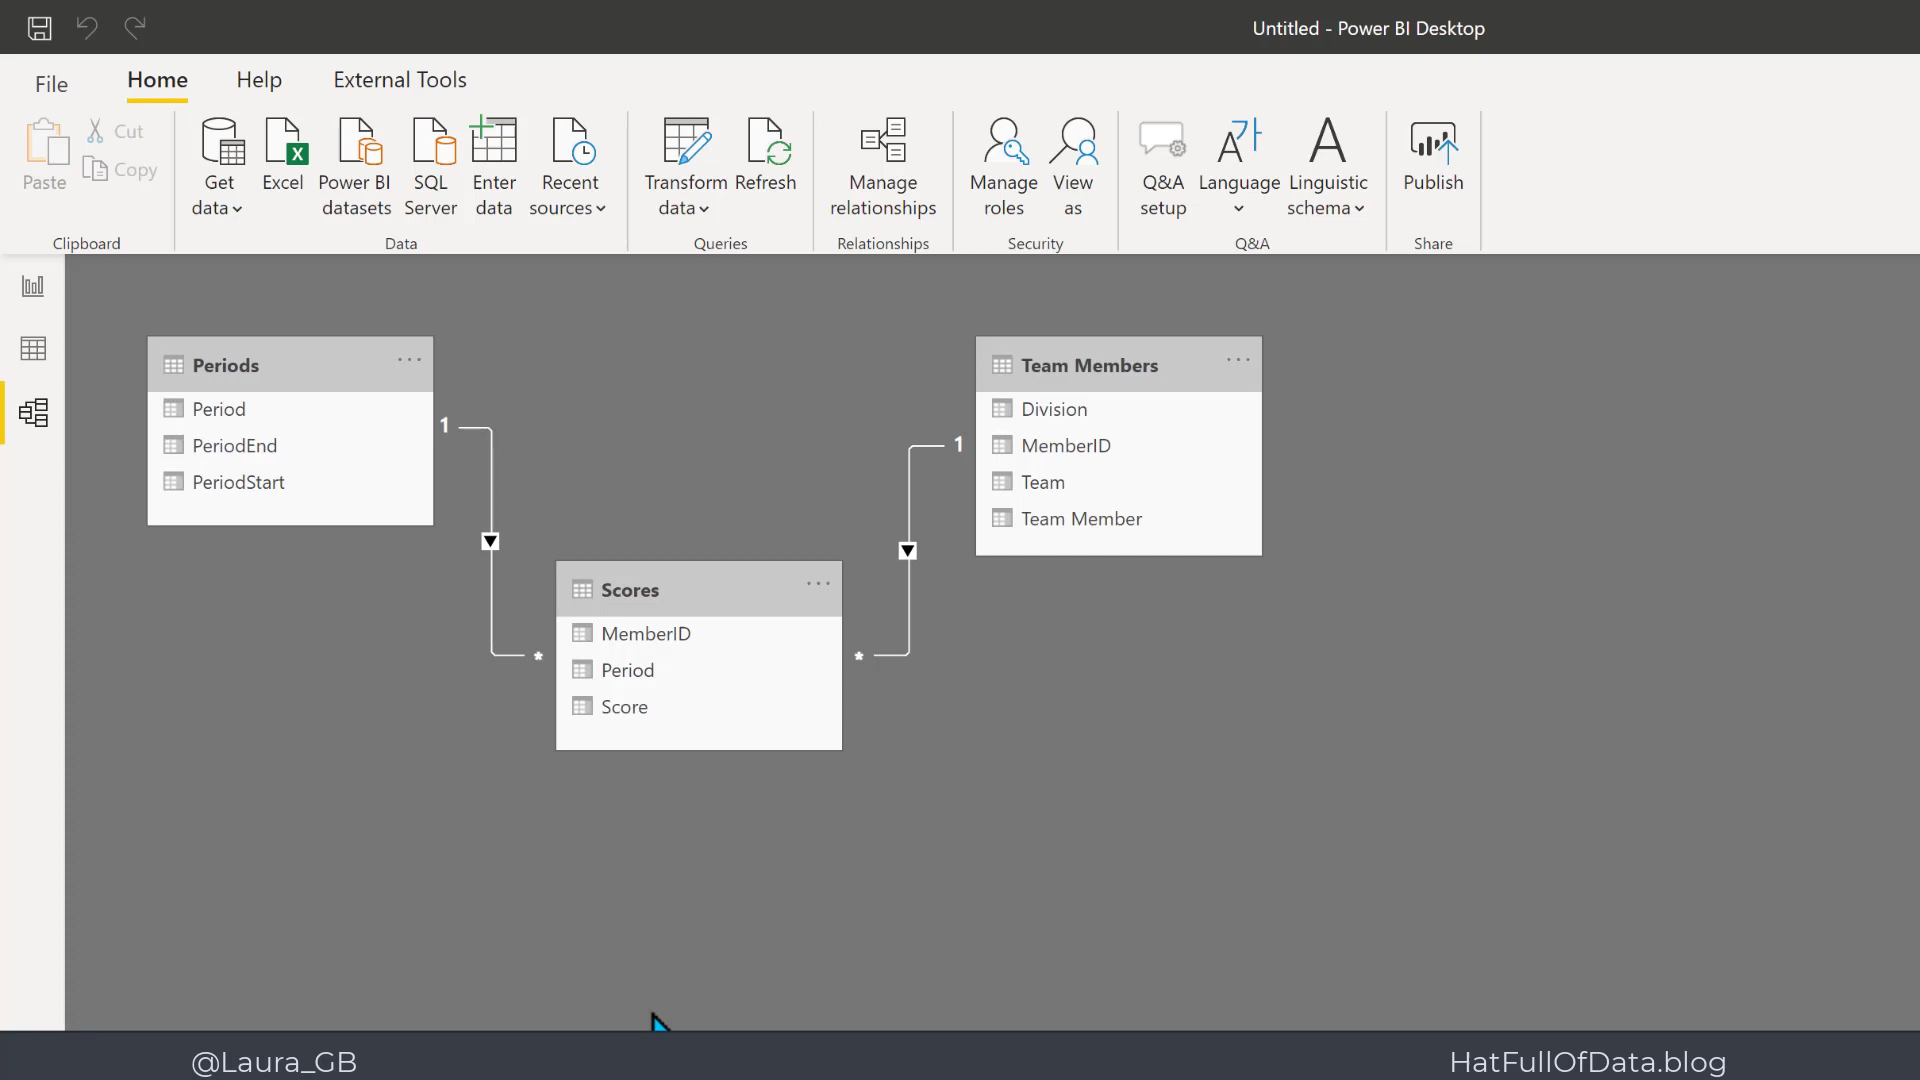 Untitled - Power BI Desktop
File Home Help External Tools
Paste
Cut
Copy
Clipboard
Get data
Excel
Power BI datasets
SQL Server
Enter data
Recent sources
Data
Transform data
Refresh
Queries
Manage relationships
Relationships
Manage roles
View as
Security
Q&A setup
Language
Linguistic schema
Q&A
Publish
Share
Periods
Period
PeriodEnd
PeriodStart
1
*
Scores
MemberID
Period
Score
*
1
Team Members
Division
MemberID
Team
Team Member
@Laura_GB
HatFullOfData.blog